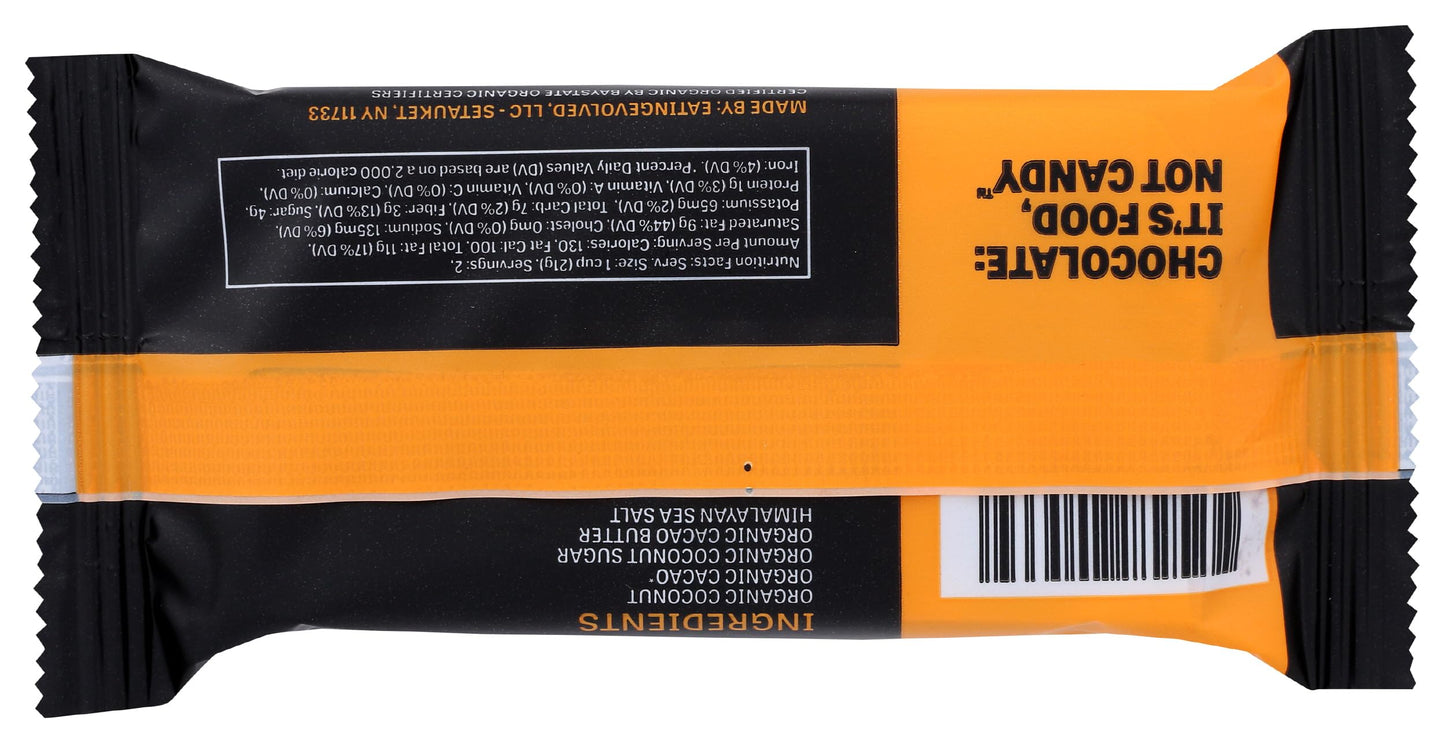 INGREDIENTS
ORGANIC COCONUT
ORGANIC CACAO*
ORGANIC COCONUT SUGAR
ORGANIC CACAO BUTTER
HIMALAYAN SEA SALT
CHOCOLATE:
IT'S FOOD,
NOT CANDY™
Nutrition Facts: Serv. Size: 1 cup (21g), Servings: 2,
Amount Per Serving: Calories: 130, Fat Cal: 100. Total Fat: 11g (17% DV),
Saturated Fat: 9g (44% DV), Cholest: 0mg (0% DV), Sodium: 135mg (6% DV),
Potassium: 65mg (2% DV), Total Carb: 7g (2% DV), Fiber: 3g (13% DV), Sugar: 4g,
Protein 1g (3% DV), Vitamin A: (0% DV), Vitamin C: (0% DV), Calcum: (0% DV),
Iron: (4% DV). *Percent Daily Values (DV) are based on a 2,000 calorie diet.
MADE BY: EATINGEVOLVED, LLC - SETAUKET, NY 11733
CERTIFIED ORGANIC BY BAYSTATE ORGANIC CERTIFIERS